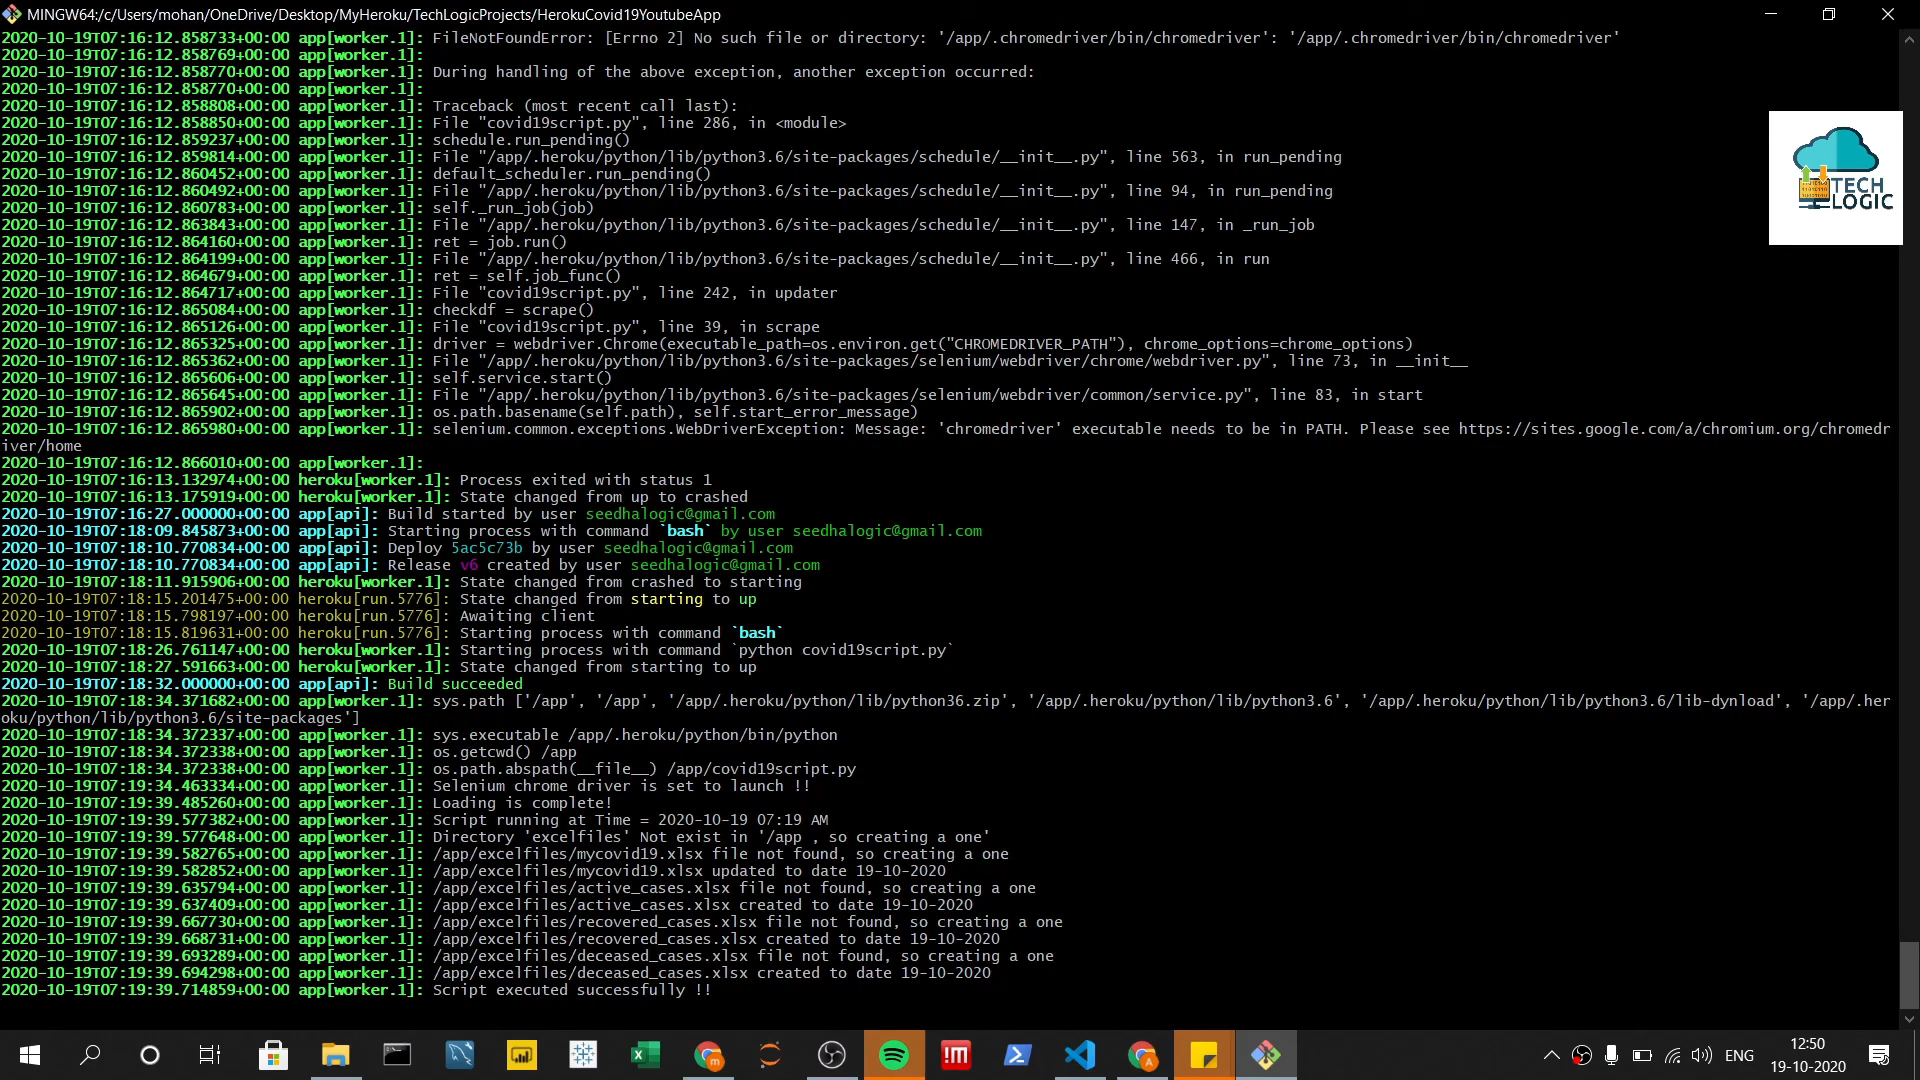 MINGW64:/c/Users/mohan/OneDrive/Desktop/MyHeroku/TechLogicProjects/HerokuCovid19YoutubeApp
2020-10-19T07:16:12.858733+00:00 app[worker.1]: FileNotFoundError: [Errno 2] No such file or directory: '/app/.chromedriver/bin/chromedriver': '/app/.chromedriver/bin/chromedriver'
2020-10-19T07:16:12.858769+00:00 app[worker.1]:
2020-10-19T07:16:12.858770+00:00 app[worker.1]: During handling of the above exception, another exception occurred:
2020-10-19T07:16:12.858770+00:00 app[worker.1]:
2020-10-19T07:16:12.858808+00:00 app[worker.1]: Traceback (most recent call last):
2020-10-19T07:16:12.858850+00:00 app[worker.1]: File "covid19script.py", line 286, in <module>
2020-10-19T07:16:12.859237+00:00 app[worker.1]: schedule.run_pending()
2020-10-19T07:16:12.859814+00:00 app[worker.1]: File "/app/.heroku/python/lib/python3.6/site-packages/schedule/__init__.py", line 563, in run_pending
2020-10-19T07:16:12.860452+00:00 app[worker.1]: default_scheduler.run_pending()
2020-10-19T07:16:12.860492+00:00 app[worker.1]: File "/app/.heroku/python/lib/python3.6/site-packages/schedule/__init__.py", line 94, in run_pending
2020-10-19T07:16:12.860783+00:00 app[worker.1]: self._run_job(job)
2020-10-19T07:16:12.863843+00:00 app[worker.1]: File "/app/.heroku/python/lib/python3.6/site-packages/schedule/__init__.py", line 147, in _run_job
2020-10-19T07:16:12.864160+00:00 app[worker.1]: ret = job.run()
2020-10-19T07:16:12.864199+00:00 app[worker.1]: File "/app/.heroku/python/lib/python3.6/site-packages/schedule/__init__.py", line 466, in run
2020-10-19T07:16:12.864679+00:00 app[worker.1]: ret = self.job_func()
2020-10-19T07:16:12.864717+00:00 app[worker.1]: File "covid19script.py", line 242, in updater
2020-10-19T07:16:12.865084+00:00 app[worker.1]: checkdf = scrape()
2020-10-19T07:16:12.865126+00:00 app[worker.1]: File "covid19script.py", line 39, in scrape
2020-10-19T07:16:12.865325+00:00 app[worker.1]: driver = webdriver.Chrome(executable_path=os.environ.get("CHROMEDRIVER_PATH"), chrome_options=chrome_options)
2020-10-19T07:16:12.865362+00:00 app[worker.1]: File "/app/.heroku/python/lib/python3.6/site-packages/selenium/webdriver/chrome/webdriver.py", line 73, in __init__
2020-10-19T07:16:12.865606+00:00 app[worker.1]: self.service.start()
2020-10-19T07:16:12.865645+00:00 app[worker.1]: File "/app/.heroku/python/lib/python3.6/site-packages/selenium/webdriver/common/service.py", line 83, in start
2020-10-19T07:16:12.865902+00:00 app[worker.1]: os.path.basename(self.path), self.start_error_message)
2020-10-19T07:16:12.865980+00:00 app[worker.1]: selenium.common.exceptions.WebDriverException: Message: 'chromedriver' executable needs to be in PATH. Please see https://sites.google.com/a/chromium.org/chromedr
iver/home
2020-10-19T07:16:12.866010+00:00 app[worker.1]:
2020-10-19T07:16:13.132974+00:00 heroku[worker.1]: Process exited with status 1
2020-10-19T07:16:13.175919+00:00 heroku[worker.1]: State changed from up to crashed
2020-10-19T07:16:27.000000+00:00 app[api]: Build started by user seedhalogic@gmail.com
2020-10-19T07:18:09.845873+00:00 app[api]: Starting process with command `bash` by user seedhalogic@gmail.com
2020-10-19T07:18:10.770834+00:00 app[api]: Deploy 5ac5c73b by user seedhalogic@gmail.com
2020-10-19T07:18:10.770834+00:00 app[api]: Release v6 created by user seedhalogic@gmail.com
2020-10-19T07:18:11.915906+00:00 heroku[worker.1]: State changed from crashed to starting
2020-10-19T07:18:15.201475+00:00 heroku[run.5776]: State changed from starting to up
2020-10-19T07:18:15.798197+00:00 heroku[run.5776]: Awaiting client
2020-10-19T07:18:15.819631+00:00 heroku[run.5776]: Starting process with command `bash`
2020-10-19T07:18:26.761147+00:00 heroku[worker.1]: Starting process with command `python covid19script.py`
2020-10-19T07:18:27.591663+00:00 heroku[worker.1]: State changed from starting to up
2020-10-19T07:18:32.000000+00:00 app[api]: Build succeeded
2020-10-19T07:18:34.371682+00:00 app[worker.1]: sys.path ['/app', '/app', '/app/.heroku/python/lib/python36.zip', '/app/.heroku/python/lib/python3.6', '/app/.heroku/python/lib/python3.6/lib-dynload', '/app/.her
oku/python/lib/python3.6/site-packages']
2020-10-19T07:18:34.372337+00:00 app[worker.1]: sys.executable /app/.heroku/python/bin/python
2020-10-19T07:18:34.372338+00:00 app[worker.1]: os.getcwd() /app
2020-10-19T07:18:34.372338+00:00 app[worker.1]: os.path.abspath(__file__) /app/covid19script.py
2020-10-19T07:19:34.463334+00:00 app[worker.1]: Selenium chrome driver is set to launch !!
2020-10-19T07:19:39.485260+00:00 app[worker.1]: Loading is complete!
2020-10-19T07:19:39.577382+00:00 app[worker.1]: Script running at Time = 2020-10-19 07:19 AM
2020-10-19T07:19:39.577648+00:00 app[worker.1]: Directory 'excelfiles' Not exist in '/app , so creating a one'
2020-10-19T07:19:39.582765+00:00 app[worker.1]: /app/excelfiles/mycovid19.xlsx file not found, so creating a one
2020-10-19T07:19:39.582852+00:00 app[worker.1]: /app/excelfiles/mycovid19.xlsx updated to date 19-10-2020
2020-10-19T07:19:39.635794+00:00 app[worker.1]: /app/excelfiles/active_cases.xlsx file not found, so creating a one
2020-10-19T07:19:39.637409+00:00 app[worker.1]: /app/excelfiles/active_cases.xlsx created to date 19-10-2020
2020-10-19T07:19:39.667730+00:00 app[worker.1]: /app/excelfiles/recovered_cases.xlsx file not found, so creating a one
2020-10-19T07:19:39.668731+00:00 app[worker.1]: /app/excelfiles/recovered_cases.xlsx created to date 19-10-2020
2020-10-19T07:19:39.693289+00:00 app[worker.1]: /app/excelfiles/deceased_cases.xlsx file not found, so creating a one
2020-10-19T07:19:39.694298+00:00 app[worker.1]: /app/excelfiles/deceased_cases.xlsx created to date 19-10-2020
2020-10-19T07:19:39.714859+00:00 app[worker.1]: Script executed successfully !!
TECH
LOGIC
ENG
12:50
19-10-2020